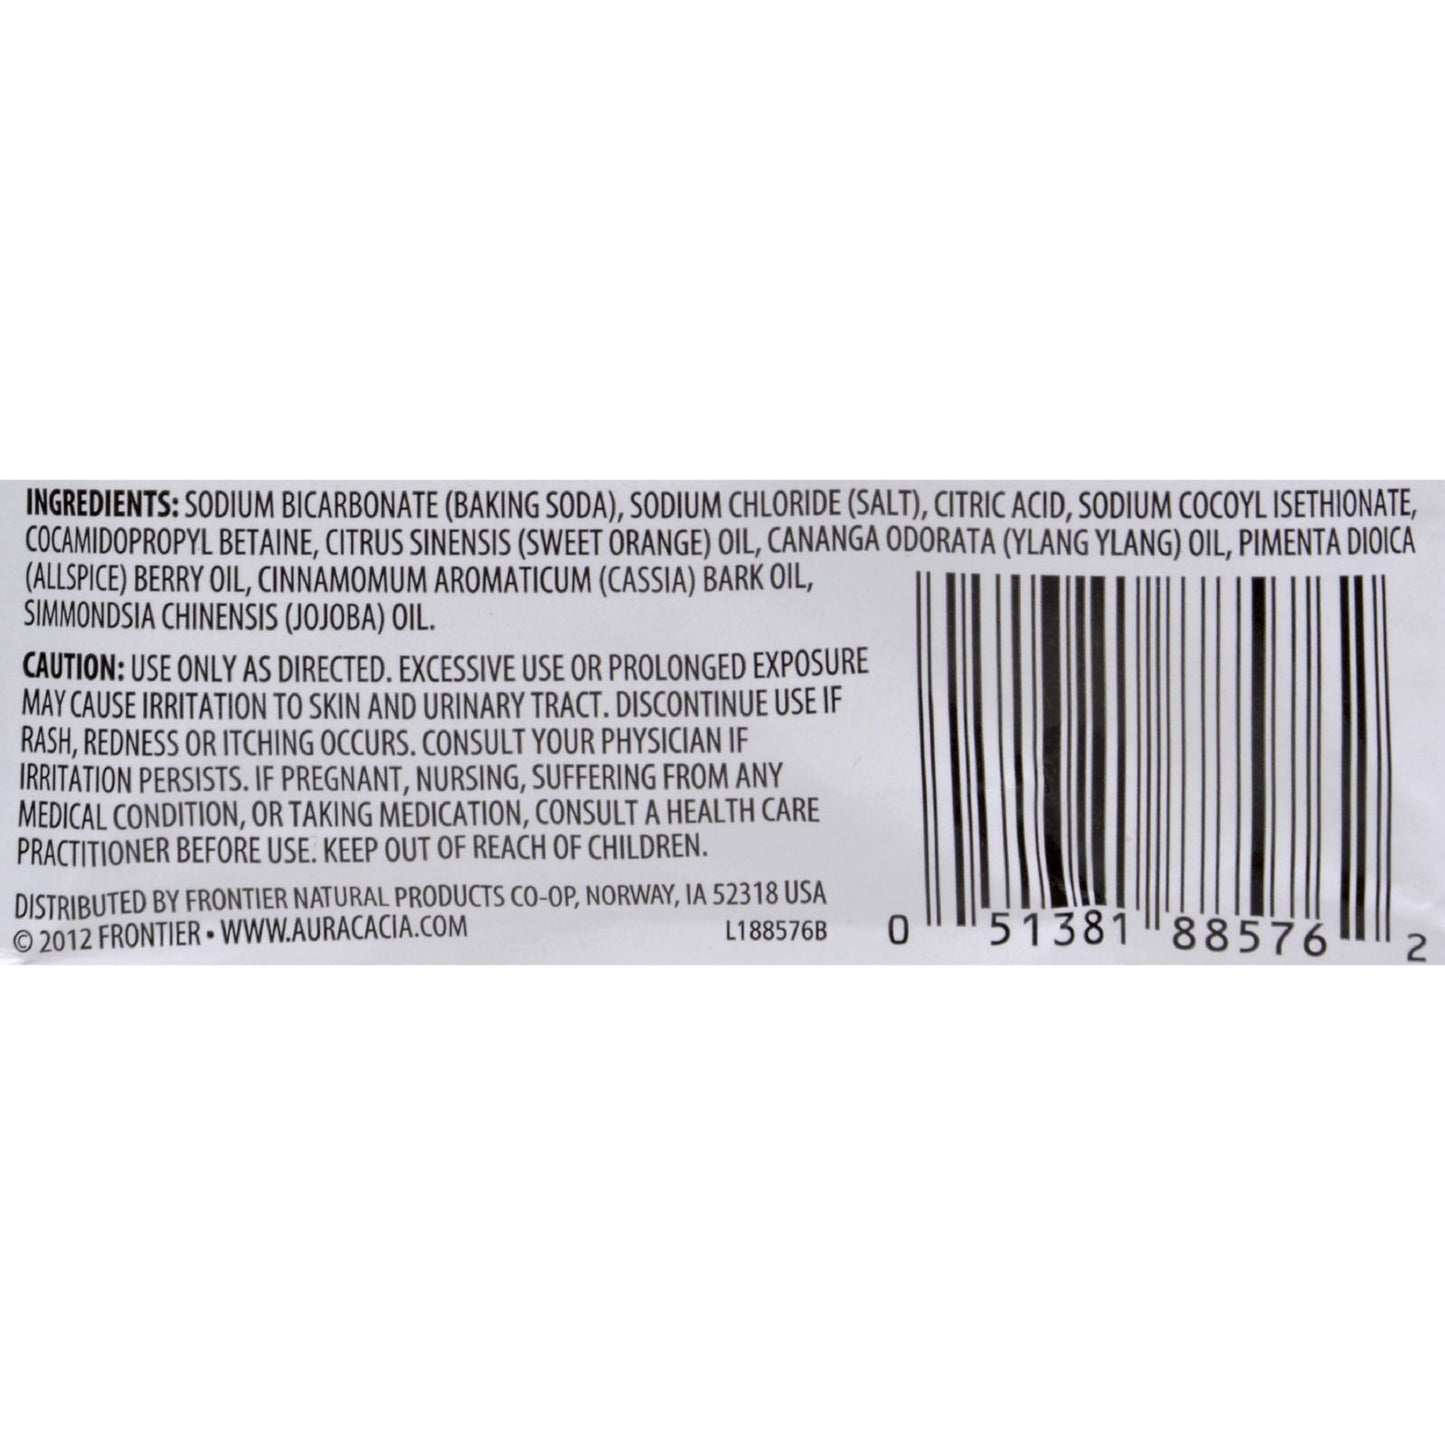 INGREDIENTS: SODIUM BICARBONATE (BAKING SODA), SODIUM CHLORIDE (SALT), CITRIC ACID, SODIUM COCOYL ISETHIONATE,
COCAMIDOPROPYL BETAINE, CITRUS SINENSIS (SWEET ORANGE) OIL, CANANGA ODORATA (YLANG YLANG) OIL, PIMENTA DIOICA
(ALLSPICE) BERRY OIL, CINNAMOMUM AROMATICUM (CASSIA) BARK OIL,
SIMMONDSIA CHINENSIS (JOJOBA) OIL.
CAUTION: USE ONLY AS DIRECTED. EXCESSIVE USE OR PROLONGED EXPOSURE
MAY CAUSE IRRITATION TO SKIN AND URINARY TRACT. DISCONTINUE USE IF
RASH, REDNESS OR ITCHING OCCURS. CONSULT YOUR PHYSICIAN IF
IRRITATION PERSISTS. IF PREGNANT, NURSING, SUFFERING FROM ANY
MEDICAL CONDITION, OR TAKING MEDICATION, CONSULT A HEALTH CARE
PRACTITIONER BEFORE USE. KEEP OUT OF REACH OF CHILDREN.
DISTRIBUTED BY FRONTIER NATURAL PRODUCTS CO-OP, NORWAY, IA 52318 USA
© 2012 FRONTIER • WWW.AURACACIA.COM L188576B
0 51381 88576 2